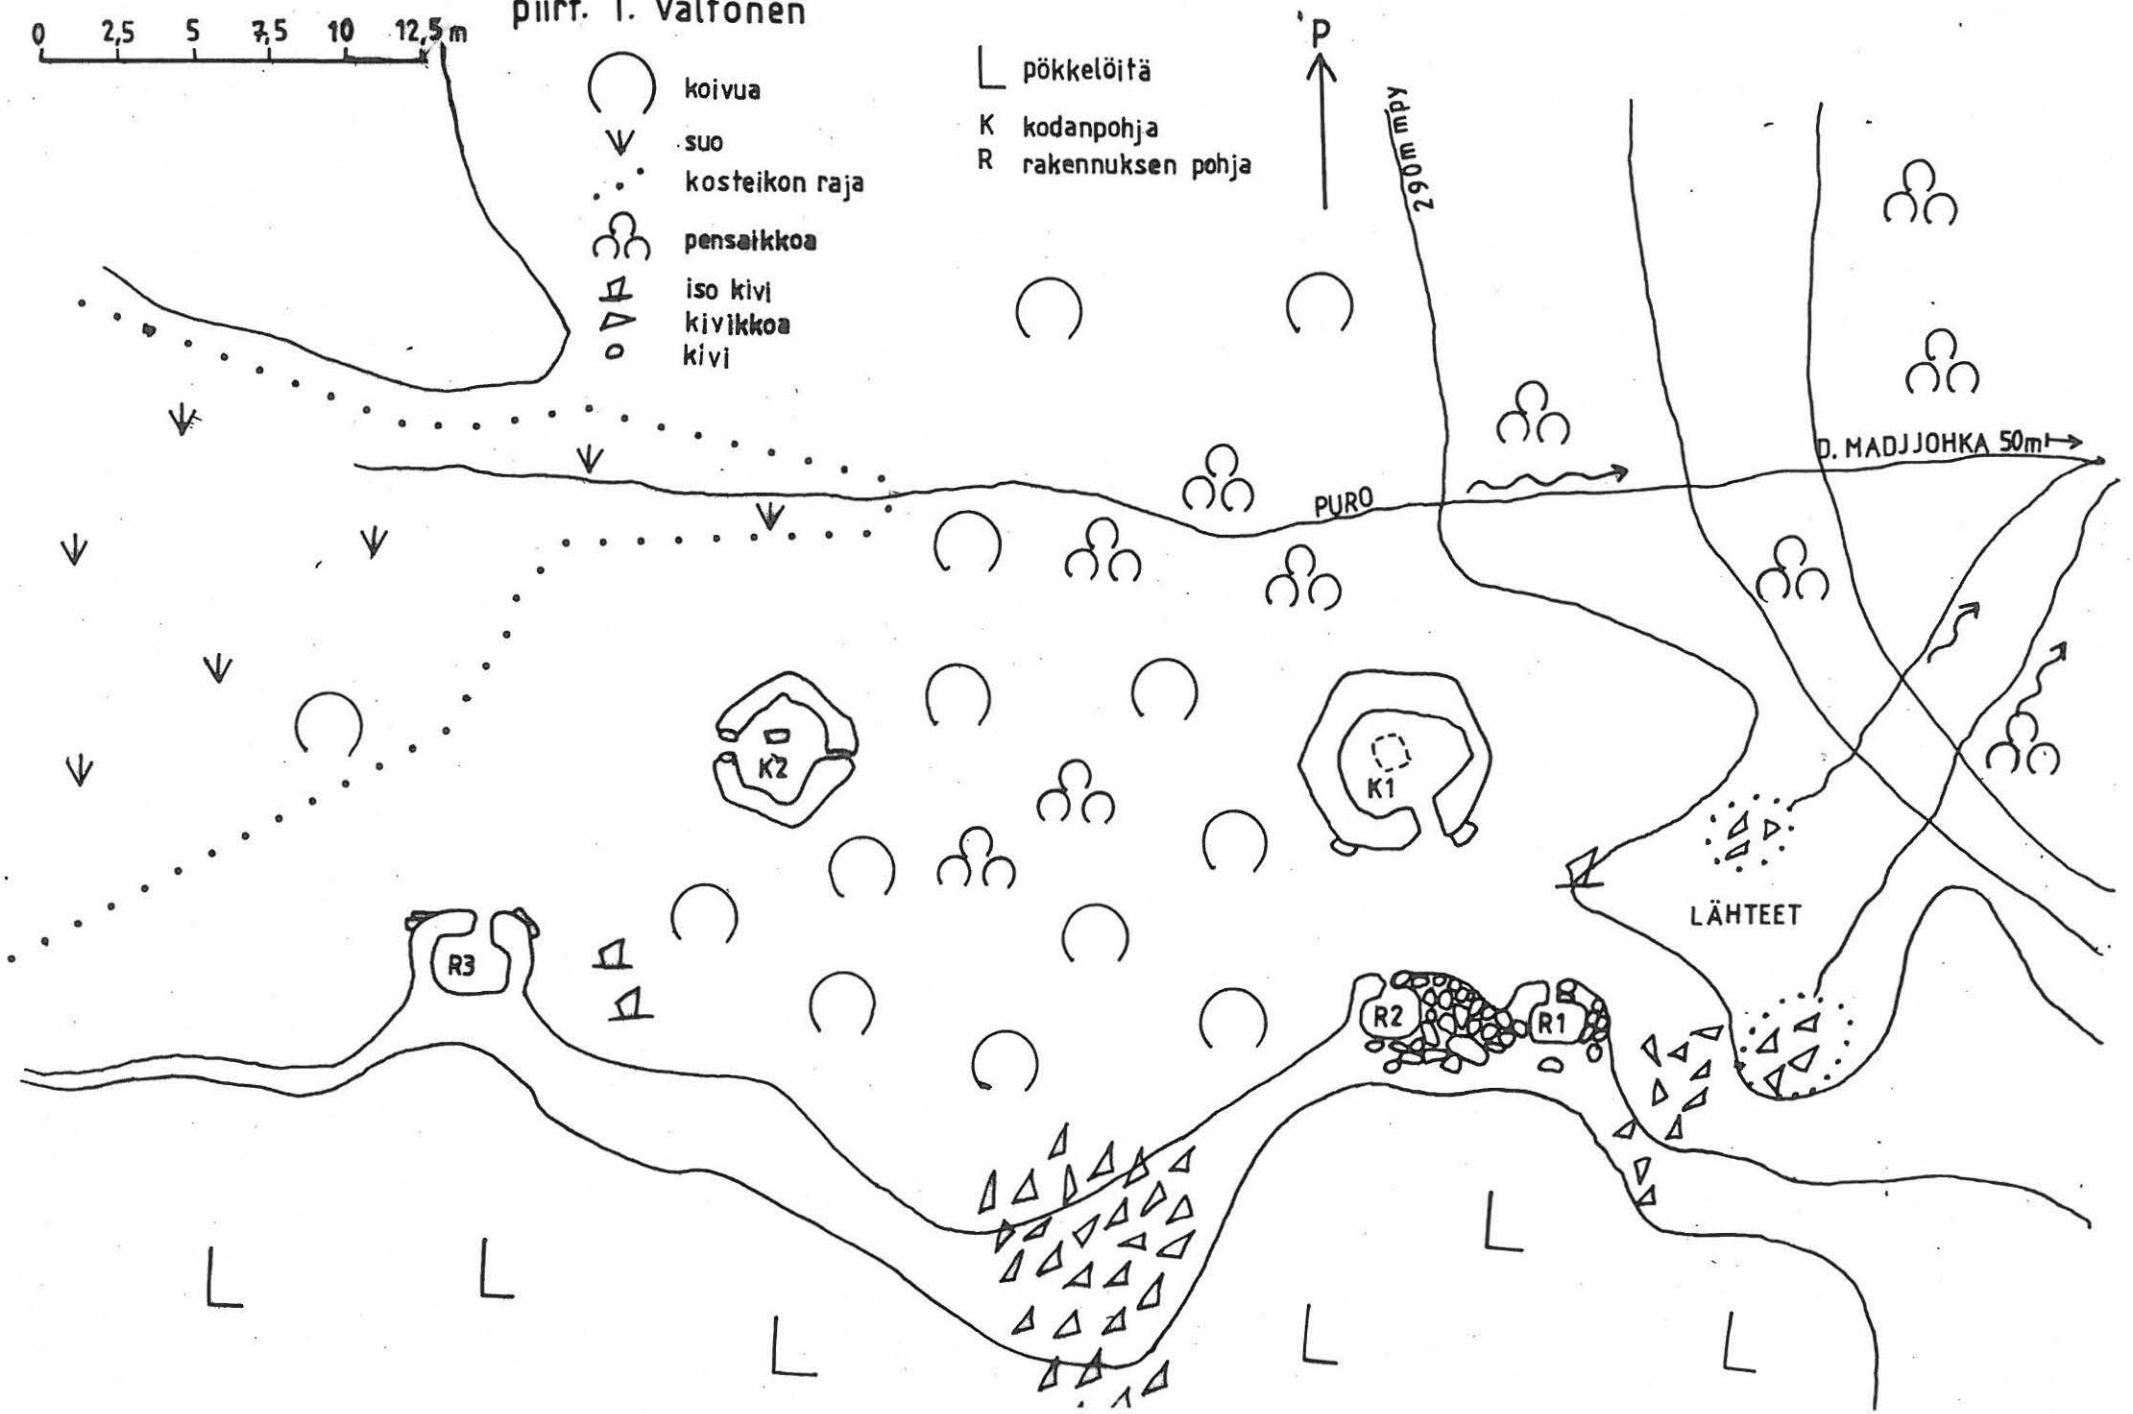 piirt. T. Valtonen
0 2,5 5 7,5 10 12,5 m
koivua
suo
kosteikon raja
pensaikkoa
iso kivi
kivikkoa
kivi
L pökkelöitä
K kodanpohja
R rakennuksen pohja
P
290m mpy
D. MADJJOHKA 50m
PURO
K2
K1
LÄHTEET
R3
R2
R1